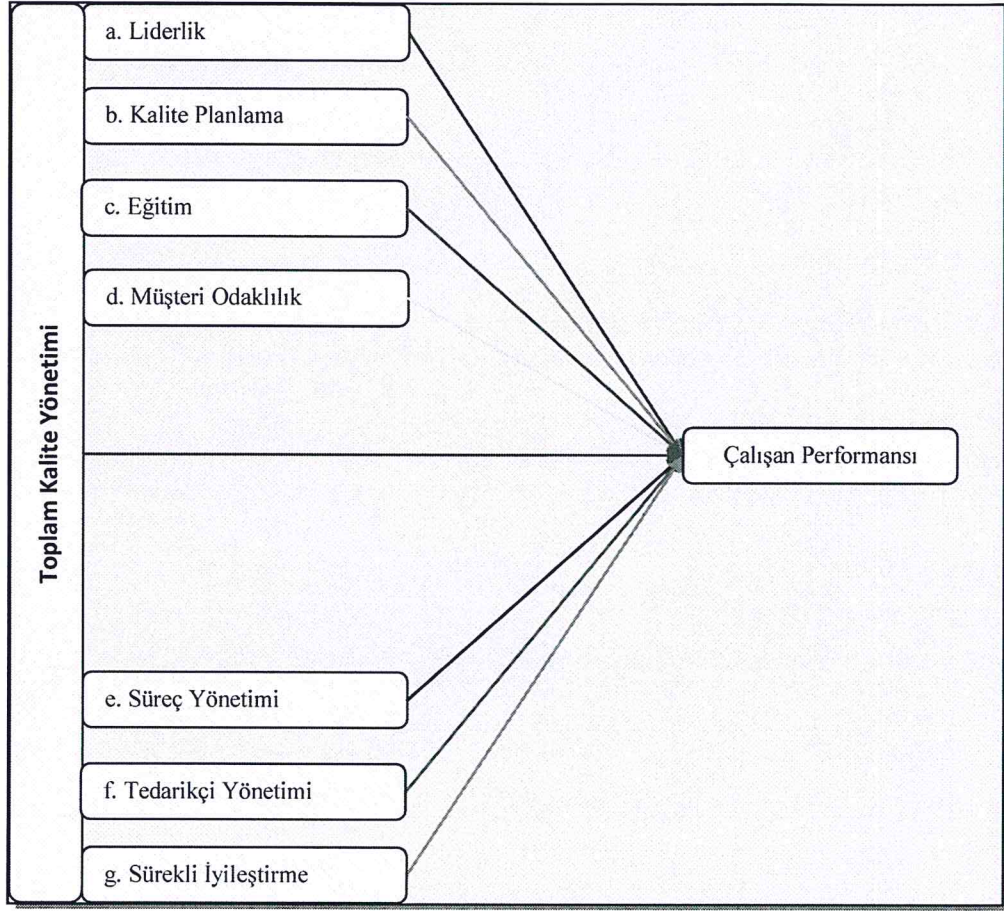 Toplam Kalite Yönetimi
a. Liderlik
b. Kalite Planlama
c. Eğitim
d. Müşteri Odaklılık
Çalışan Performansı
e. Süreç Yönetimi
f. Tedarikçi Yönetimi
g. Sürekli İyileştirme